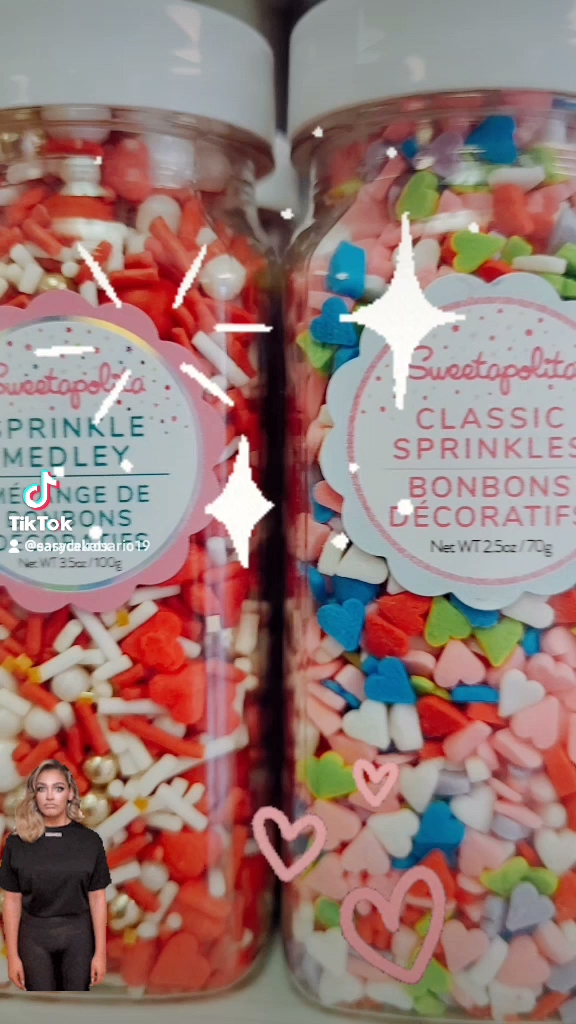 Sweetapolita
SPRINKLE
MEDLEY
MÉLANGE DE
BONBONS
Net WT 3.5oz / 100g
Sweetapolita
CLASSIC
SPRINKLES
BONBONS
DÉCORATIFS
Net WT 2.5oz / 70g
TikTok